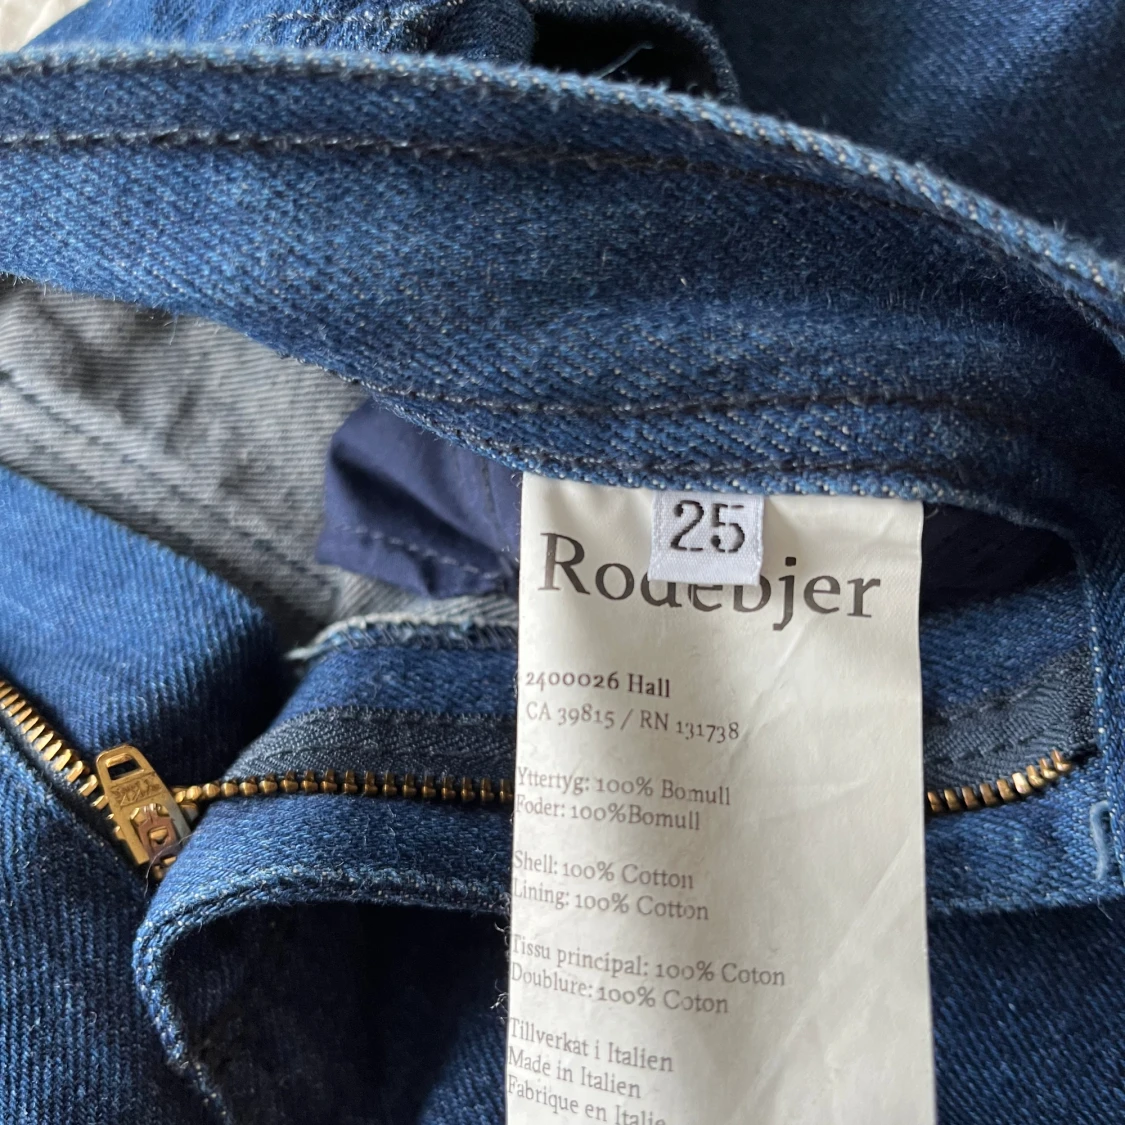 25
Rodebjer
2400026 Hall
CA 39815 / RN 131738
Yttertyg: 100% Bomull
Foder: 100%Bomull
Shell: 100% Cotton
Lining: 100% Cotton
Tissu principal: 100% Coton
Doublure: 100% Coton
Tillverkat i Italien
Made in Italien
Fabrique en Italie